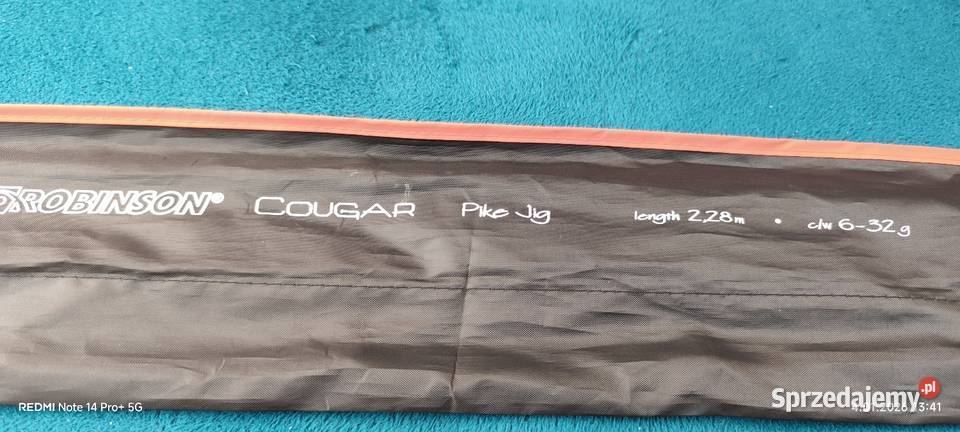 ROBINSON® COUGAR Pike Jig length 2,28m • c/w 6-32g
REDMI Note 14 Pro+ 5G
Sprzedajemy.pl